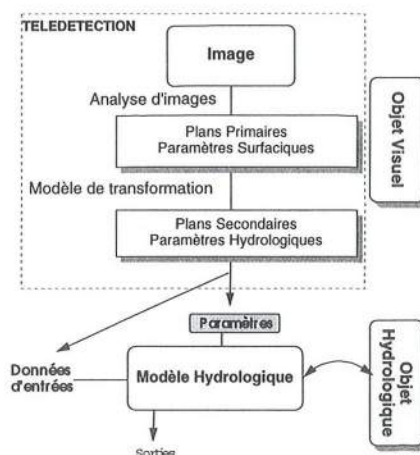 TELEDETECTION
Image
Analyse d'images
Plans Primaires
Paramètres Surfaciques
Objet Visuel
Modèle de transformation
Plans Secondaires
Paramètres Hydrologiques
Paramètres
Données
d'entrées
Modèle Hydrologique
Objet
Hydrologique
Sorties